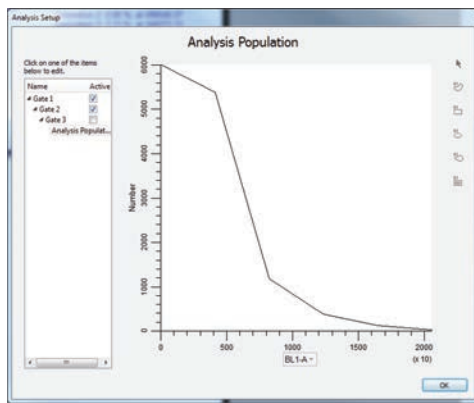 Analysis Setup
Analysis Population
Click on one of the items
below to edit.
Name Active
Gate 1
Gate 2
Gate 3
Analysis Populat...
Number
6000
5000
4000
3000
2000
1000
0
0 500 1000 1500 2000
BL1-A
(x 10)
OK